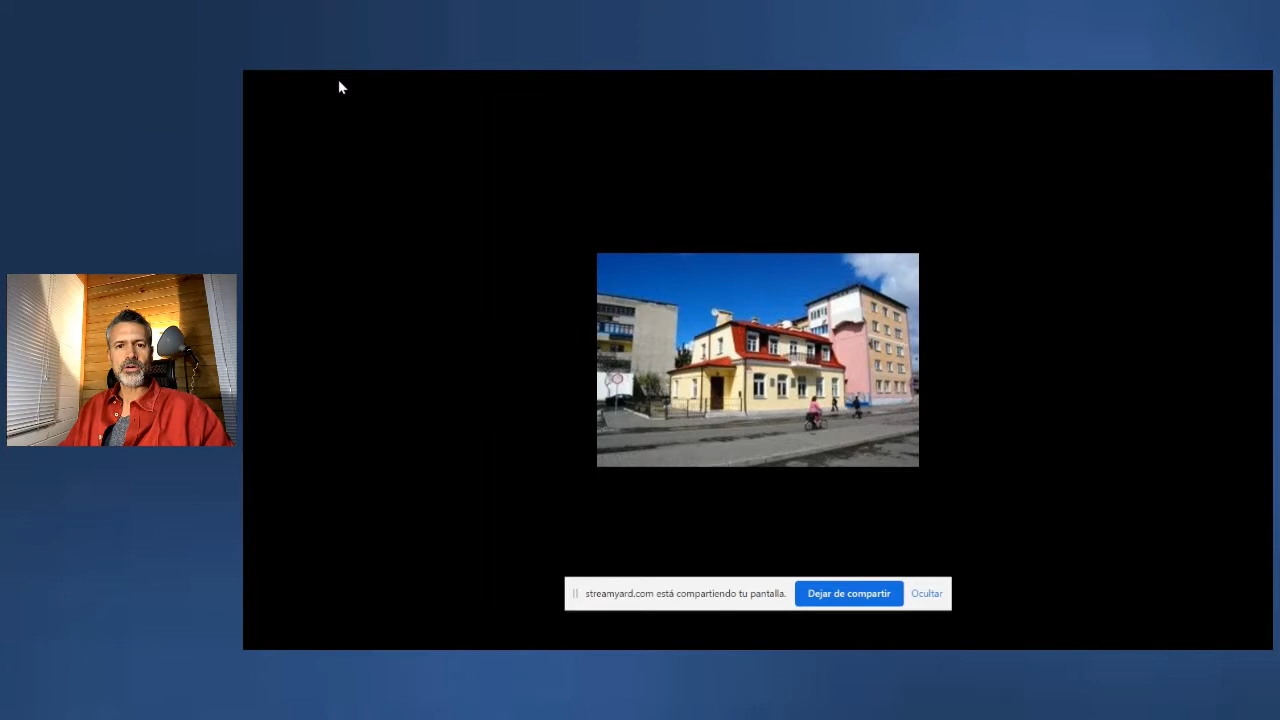 streamyard.com está compartiendo tu pantalla.
Dejar de compartir
Ocultar